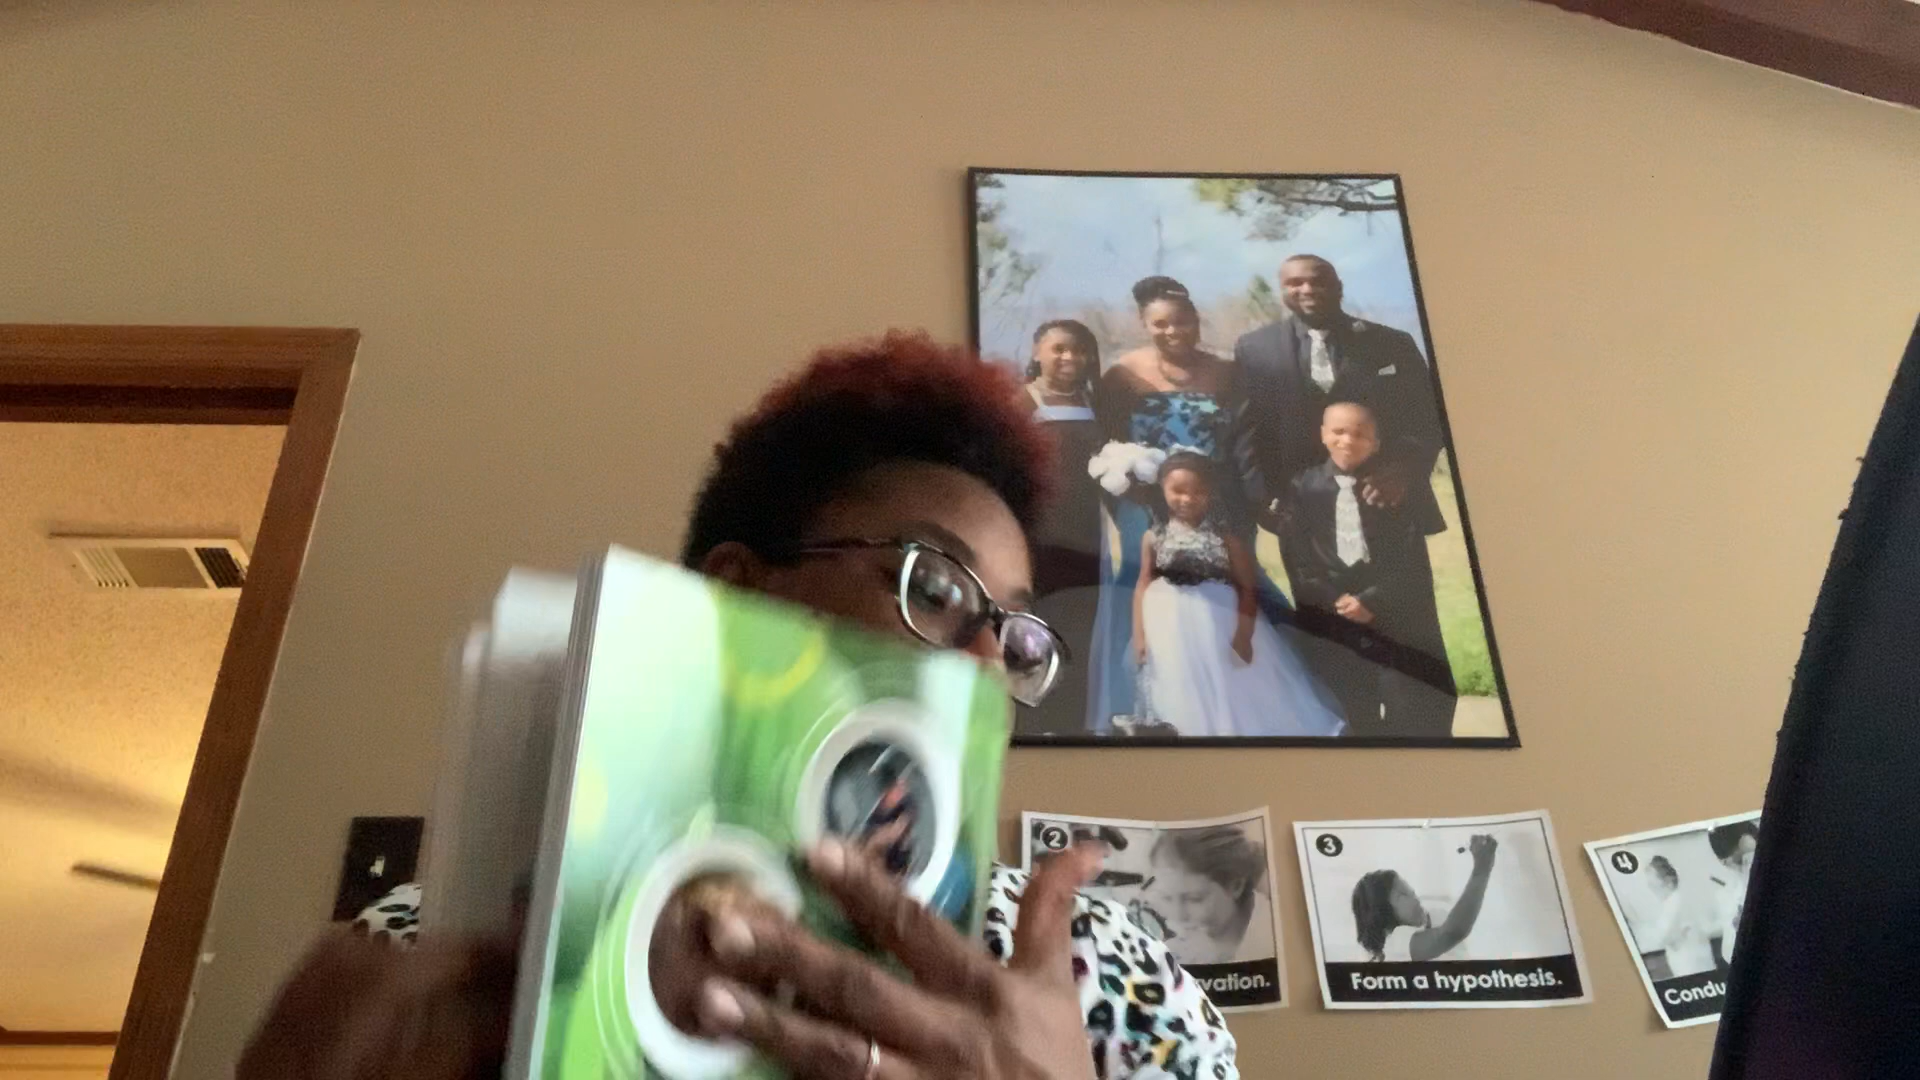 2
vation.
3
Form a hypothesis.
4
Condu